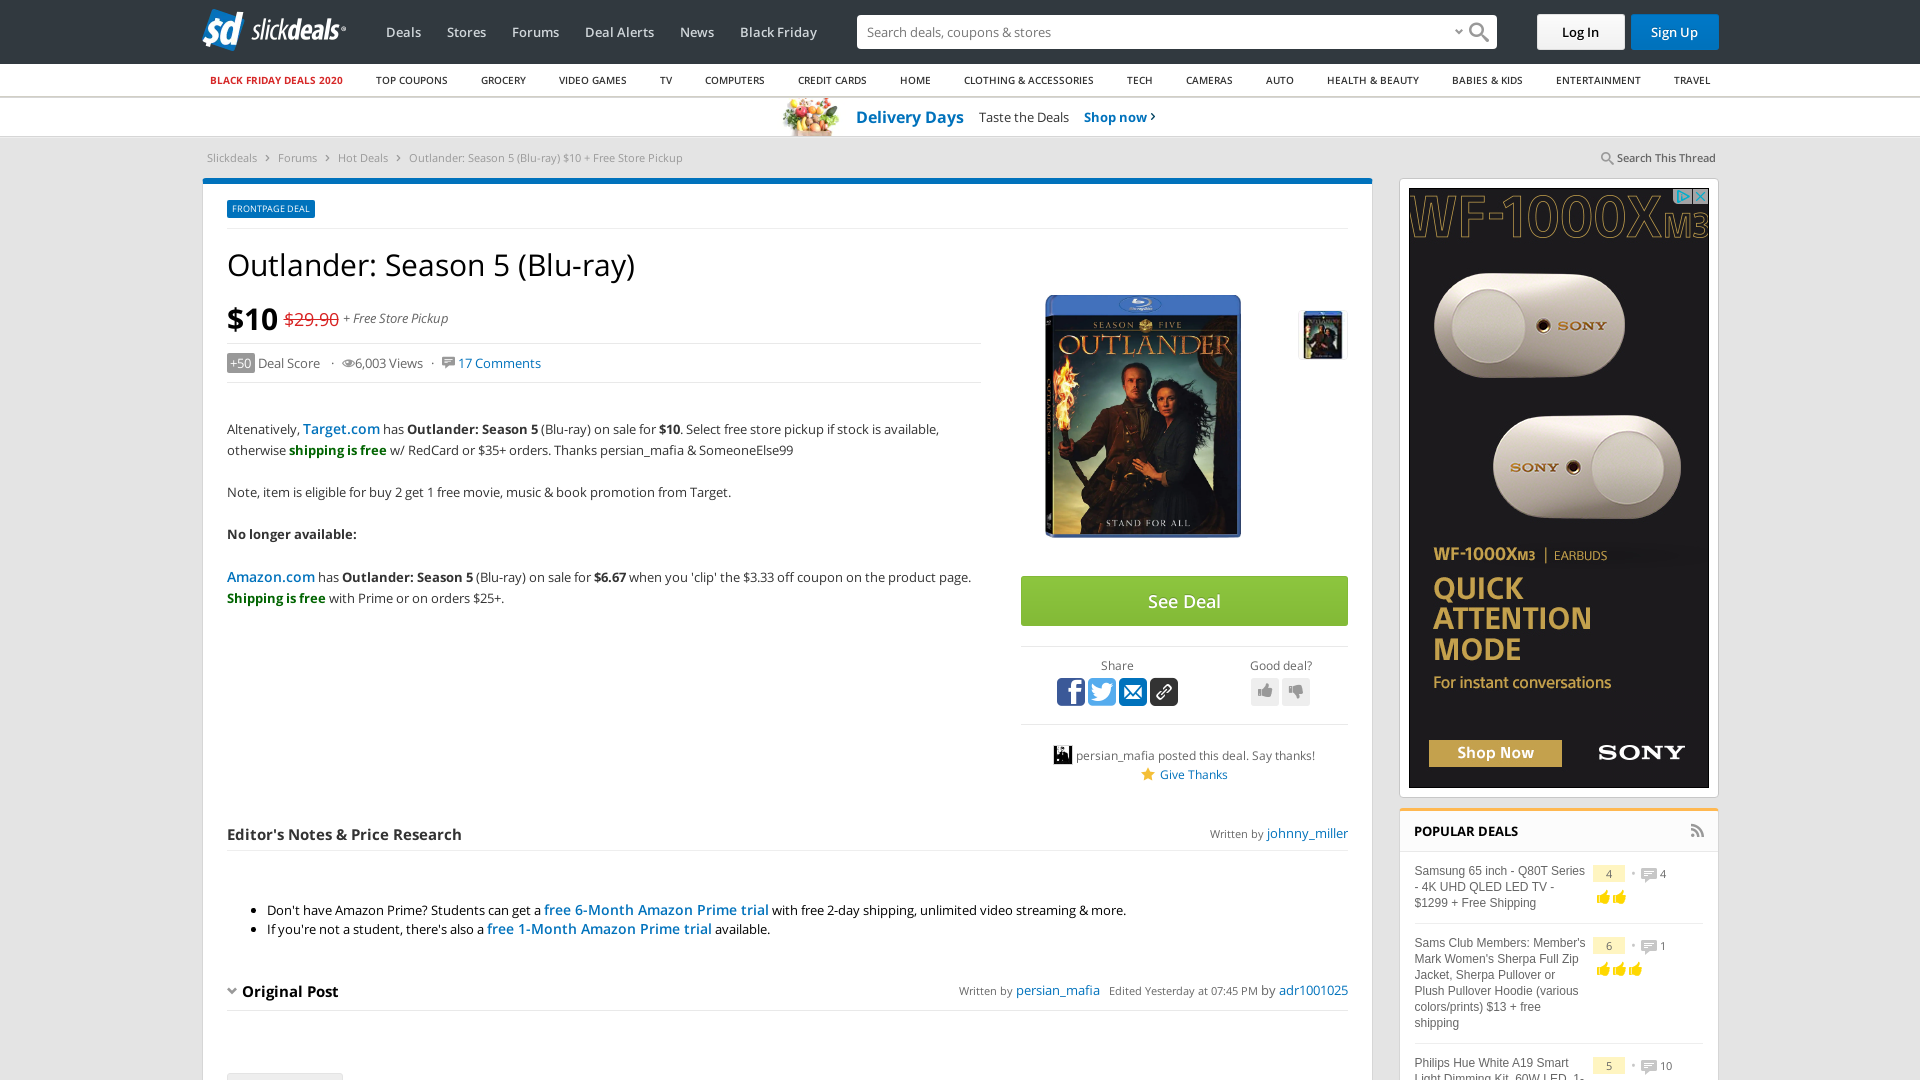 slickdeals
Deals Stores Forums Deal Alerts News Black Friday
Search deals, coupons & stores
Log In
Sign Up
BLACK FRIDAY DEALS 2020 TOP COUPONS GROCERY VIDEO GAMES TV COMPUTERS CREDIT CARDS HOME CLOTHING & ACCESSORIES TECH CAMERAS AUTO HEALTH & BEAUTY BABIES & KIDS ENTERTAINMENT TRAVEL
Delivery Days Taste the Deals Shop now
Slickdeals Forums Hot Deals Outlander: Season 5 (Blu-ray) $10 + Free Store Pickup
Search This Thread
FRONTPAGE DEAL
Outlander: Season 5 (Blu-ray)
$10 $29.90 + Free Store Pickup
+50 Deal Score · 6,003 Views · 17 Comments
Altenatively, Target.com has Outlander: Season 5 (Blu-ray) on sale for $10. Select free store pickup if stock is available,
otherwise shipping is free w/ RedCard or $35+ orders. Thanks persian_mafia & SomeoneElse99
Note, item is eligible for buy 2 get 1 free movie, music & book promotion from Target.
No longer available:
Amazon.com has Outlander: Season 5 (Blu-ray) on sale for $6.67 when you 'clip' the $3.33 off coupon on the product page.
Shipping is free with Prime or on orders $25+.
SEASON FIVE
OUTLANDER
STAND FOR ALL
See Deal
Share
Good deal?
persian_mafia posted this deal. Say thanks!
Give Thanks
Editor's Notes & Price Research
Written by johnny_miller
Don't have Amazon Prime? Students can get a free 6-Month Amazon Prime trial with free 2-day shipping, unlimited video streaming & more.
If you're not a student, there's also a free 1-Month Amazon Prime trial available.
Original Post
Written by persian_mafia Edited Yesterday at 07:45 PM by adr1001025
WF-1000XM3
SONY
SONY
WF-1000XM3 | EARBUDS
QUICK
ATTENTION
MODE
For instant conversations
Shop Now
SONY
POPULAR DEALS
Samsung 65 inch - Q80T Series
- 4K UHD QLED LED TV -
$1299 + Free Shipping
4 • 4
Sams Club Members: Member's
Mark Women's Sherpa Full Zip
Jacket, Sherpa Pullover or
Plush Pullover Hoodie (various
colors/prints) $13 + free
shipping
6 • 1
Philips Hue White A19 Smart
Light Dimming Kit, 60W LED, 1-
5 • 10